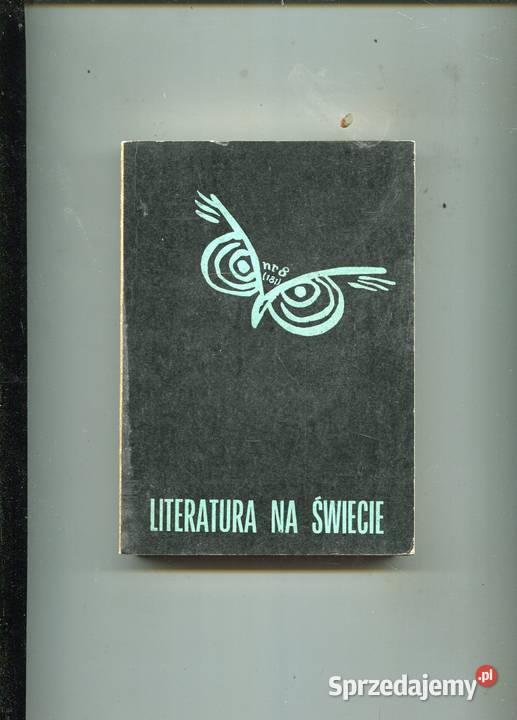 nr 8
(181)
LITERATURA NA ŚWIECIE
Sprzedajemy.pl